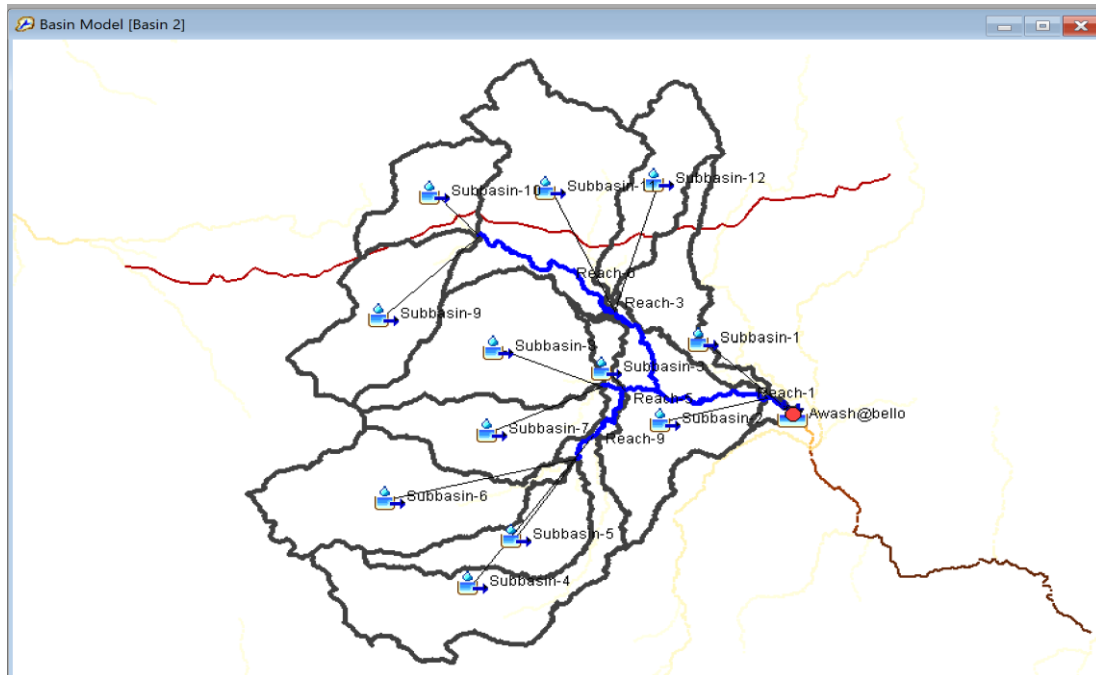 Basin Model [Basin 2]
Subbasin-10
Subbasin-12
Reach-3
Subbasin-9
Subbasin-1
Reach-1
Awash@bello
Subbasin-7
Reach-9
Subbasin-6
Subbasin-5
Subbasin-4